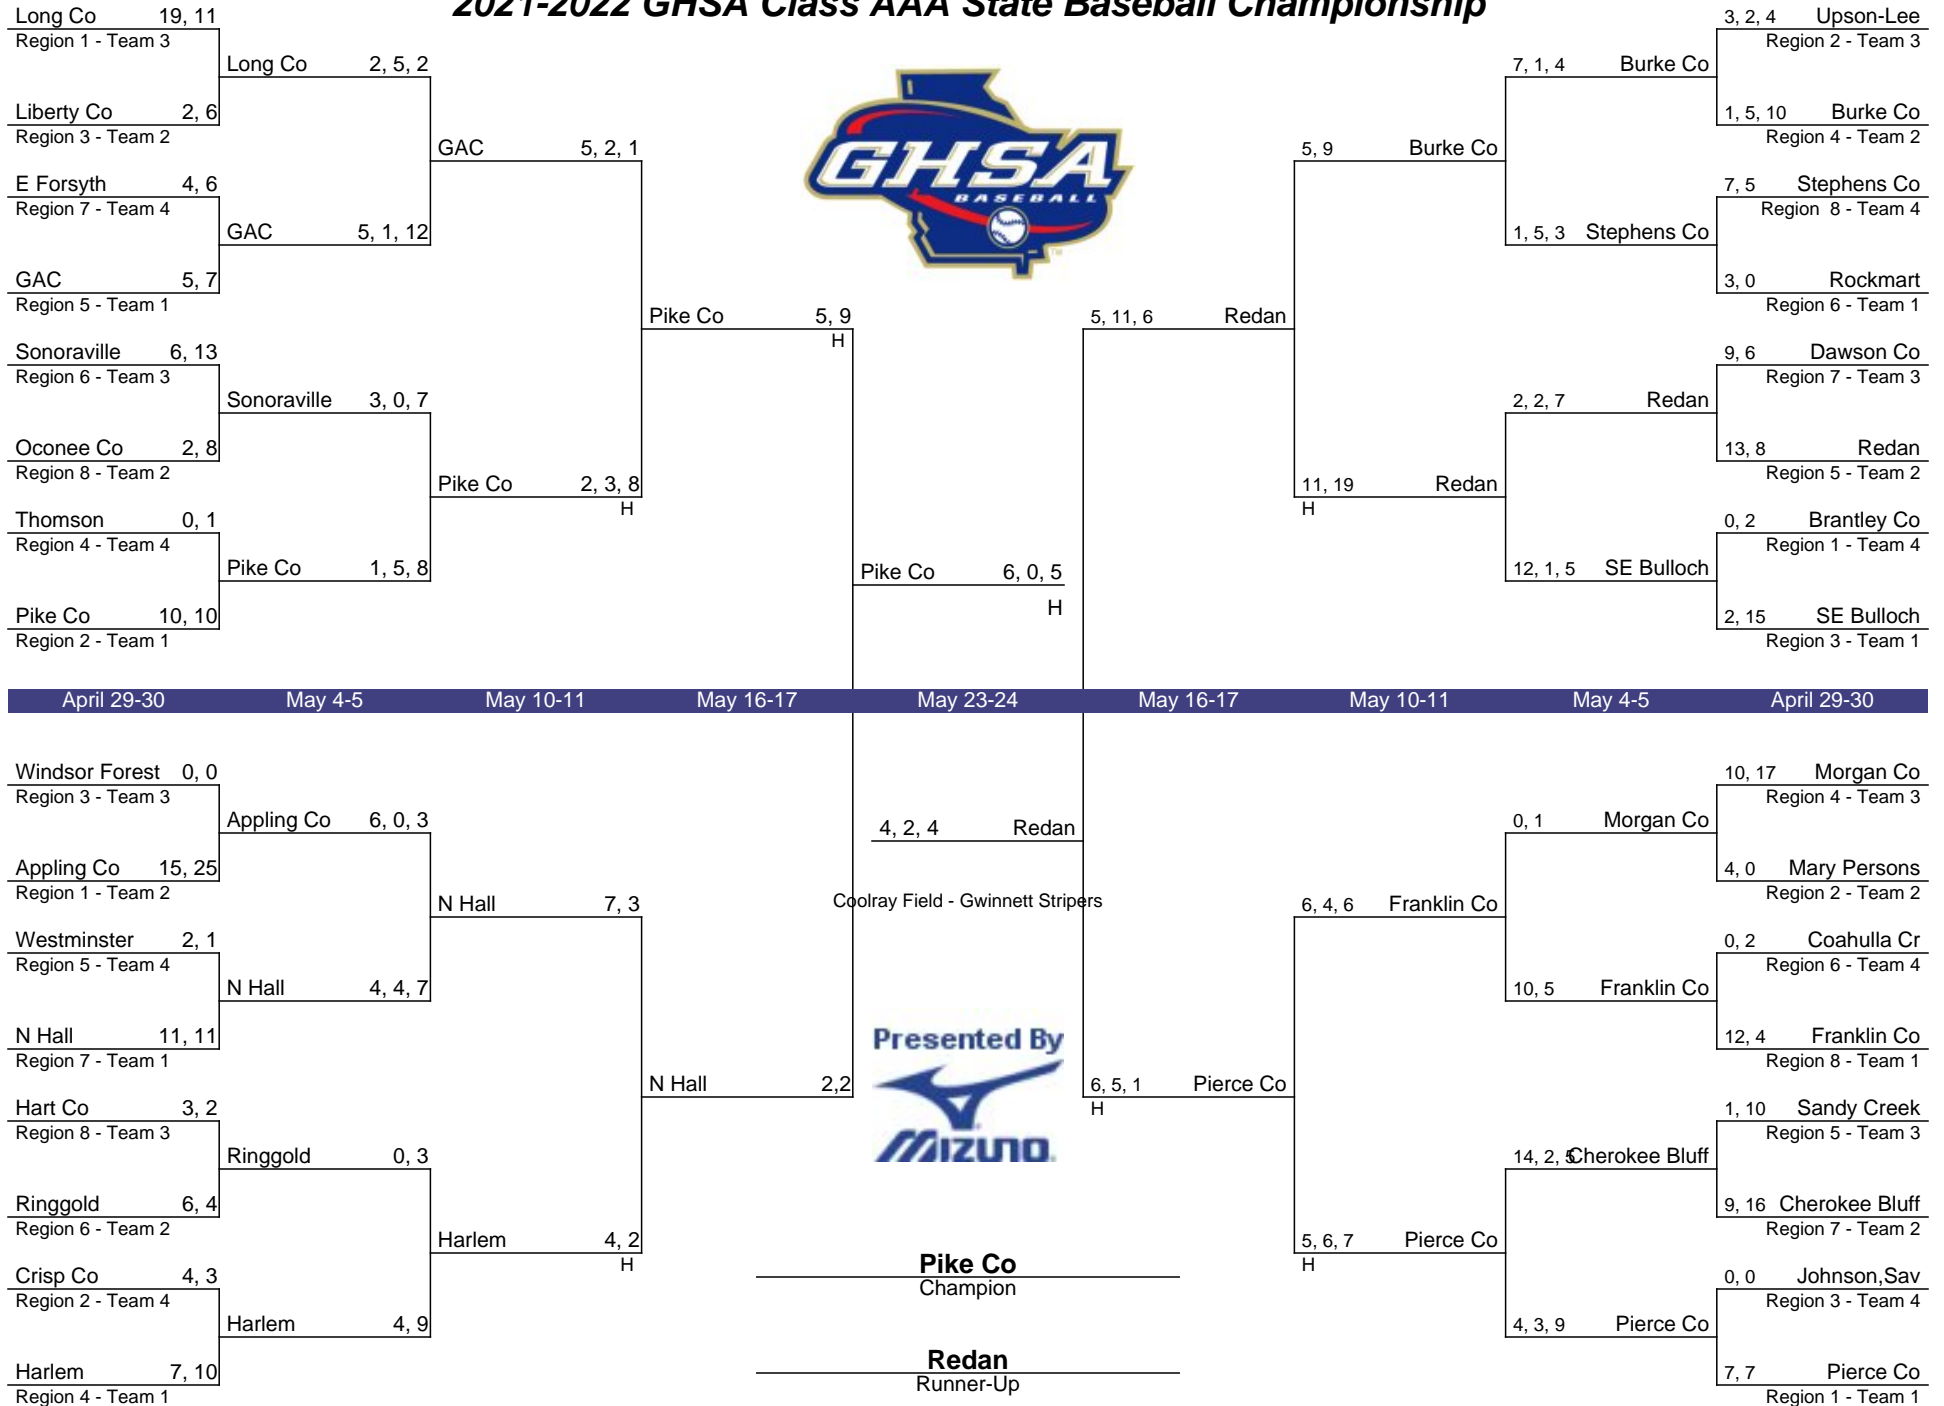 2021-2022 GHSA Class AAA State Baseball Championship
Long Co 19, 11
Region 1 - Team 3
Liberty Co 2, 6
Region 3 - Team 2
E Forsyth 4, 6
Region 7 - Team 4
GAC 5, 7
Region 5 - Team 1
Sonoraville 6, 13
Region 6 - Team 3
Oconee Co 2, 8
Region 8 - Team 2
Thomson 0, 1
Region 4 - Team 4
Pike Co 10, 10
Region 2 - Team 1
Long Co 2, 5, 2
GAC 5, 1, 12
Sonoraville 3, 0, 7
Pike Co 1, 5, 8
GAC 5, 2, 1
Pike Co 2, 3, 8
H
Pike Co 5, 9
H
GHSA
BASEBALL
TM
Pike Co 6, 0, 5
H
5, 11, 6 Redan
5, 9 Burke Co
11, 19 Redan
H
7, 1, 4 Burke Co
1, 5, 3 Stephens Co
2, 2, 7 Redan
12, 1, 5 SE Bulloch
3, 2, 4 Upson-Lee
Region 2 - Team 3
1, 5, 10 Burke Co
Region 4 - Team 2
7, 5 Stephens Co
Region 8 - Team 4
3, 0 Rockmart
Region 6 - Team 1
9, 6 Dawson Co
Region 7 - Team 3
13, 8 Redan
Region 5 - Team 2
0, 2 Brantley Co
Region 1 - Team 4
2, 15 SE Bulloch
Region 3 - Team 1
April 29-30 May 4-5 May 10-11 May 16-17 May 23-24 May 16-17 May 10-11 May 4-5 April 29-30
Windsor Forest 0, 0
Region 3 - Team 3
Appling Co 15, 25
Region 1 - Team 2
Westminster 2, 1
Region 5 - Team 4
N Hall 11, 11
Region 7 - Team 1
Hart Co 3, 2
Region 8 - Team 3
Ringgold 6, 4
Region 6 - Team 2
Crisp Co 4, 3
Region 2 - Team 4
Harlem 7, 10
Region 4 - Team 1
Appling Co 6, 0, 3
N Hall 4, 4, 7
Ringgold 0, 3
Harlem 4, 9
N Hall 7, 3
Harlem 4, 2
H
N Hall 2,2
4, 2, 4 Redan
Coolray Field - Gwinnett Stripers
Presented By
MIZUNO
Pike Co
Champion
Redan
Runner-Up
6, 5, 1 Pierce Co
H
6, 4, 6 Franklin Co
5, 6, 7 Pierce Co
H
0, 1 Morgan Co
10, 5 Franklin Co
14, 2, 5 Cherokee Bluff
4, 3, 9 Pierce Co
10, 17 Morgan Co
Region 4 - Team 3
4, 0 Mary Persons
Region 2 - Team 2
0, 2 Coahulla Cr
Region 6 - Team 4
12, 4 Franklin Co
Region 8 - Team 1
1, 10 Sandy Creek
Region 5 - Team 3
9, 16 Cherokee Bluff
Region 7 - Team 2
0, 0 Johnson,Sav
Region 3 - Team 4
7, 7 Pierce Co
Region 1 - Team 1